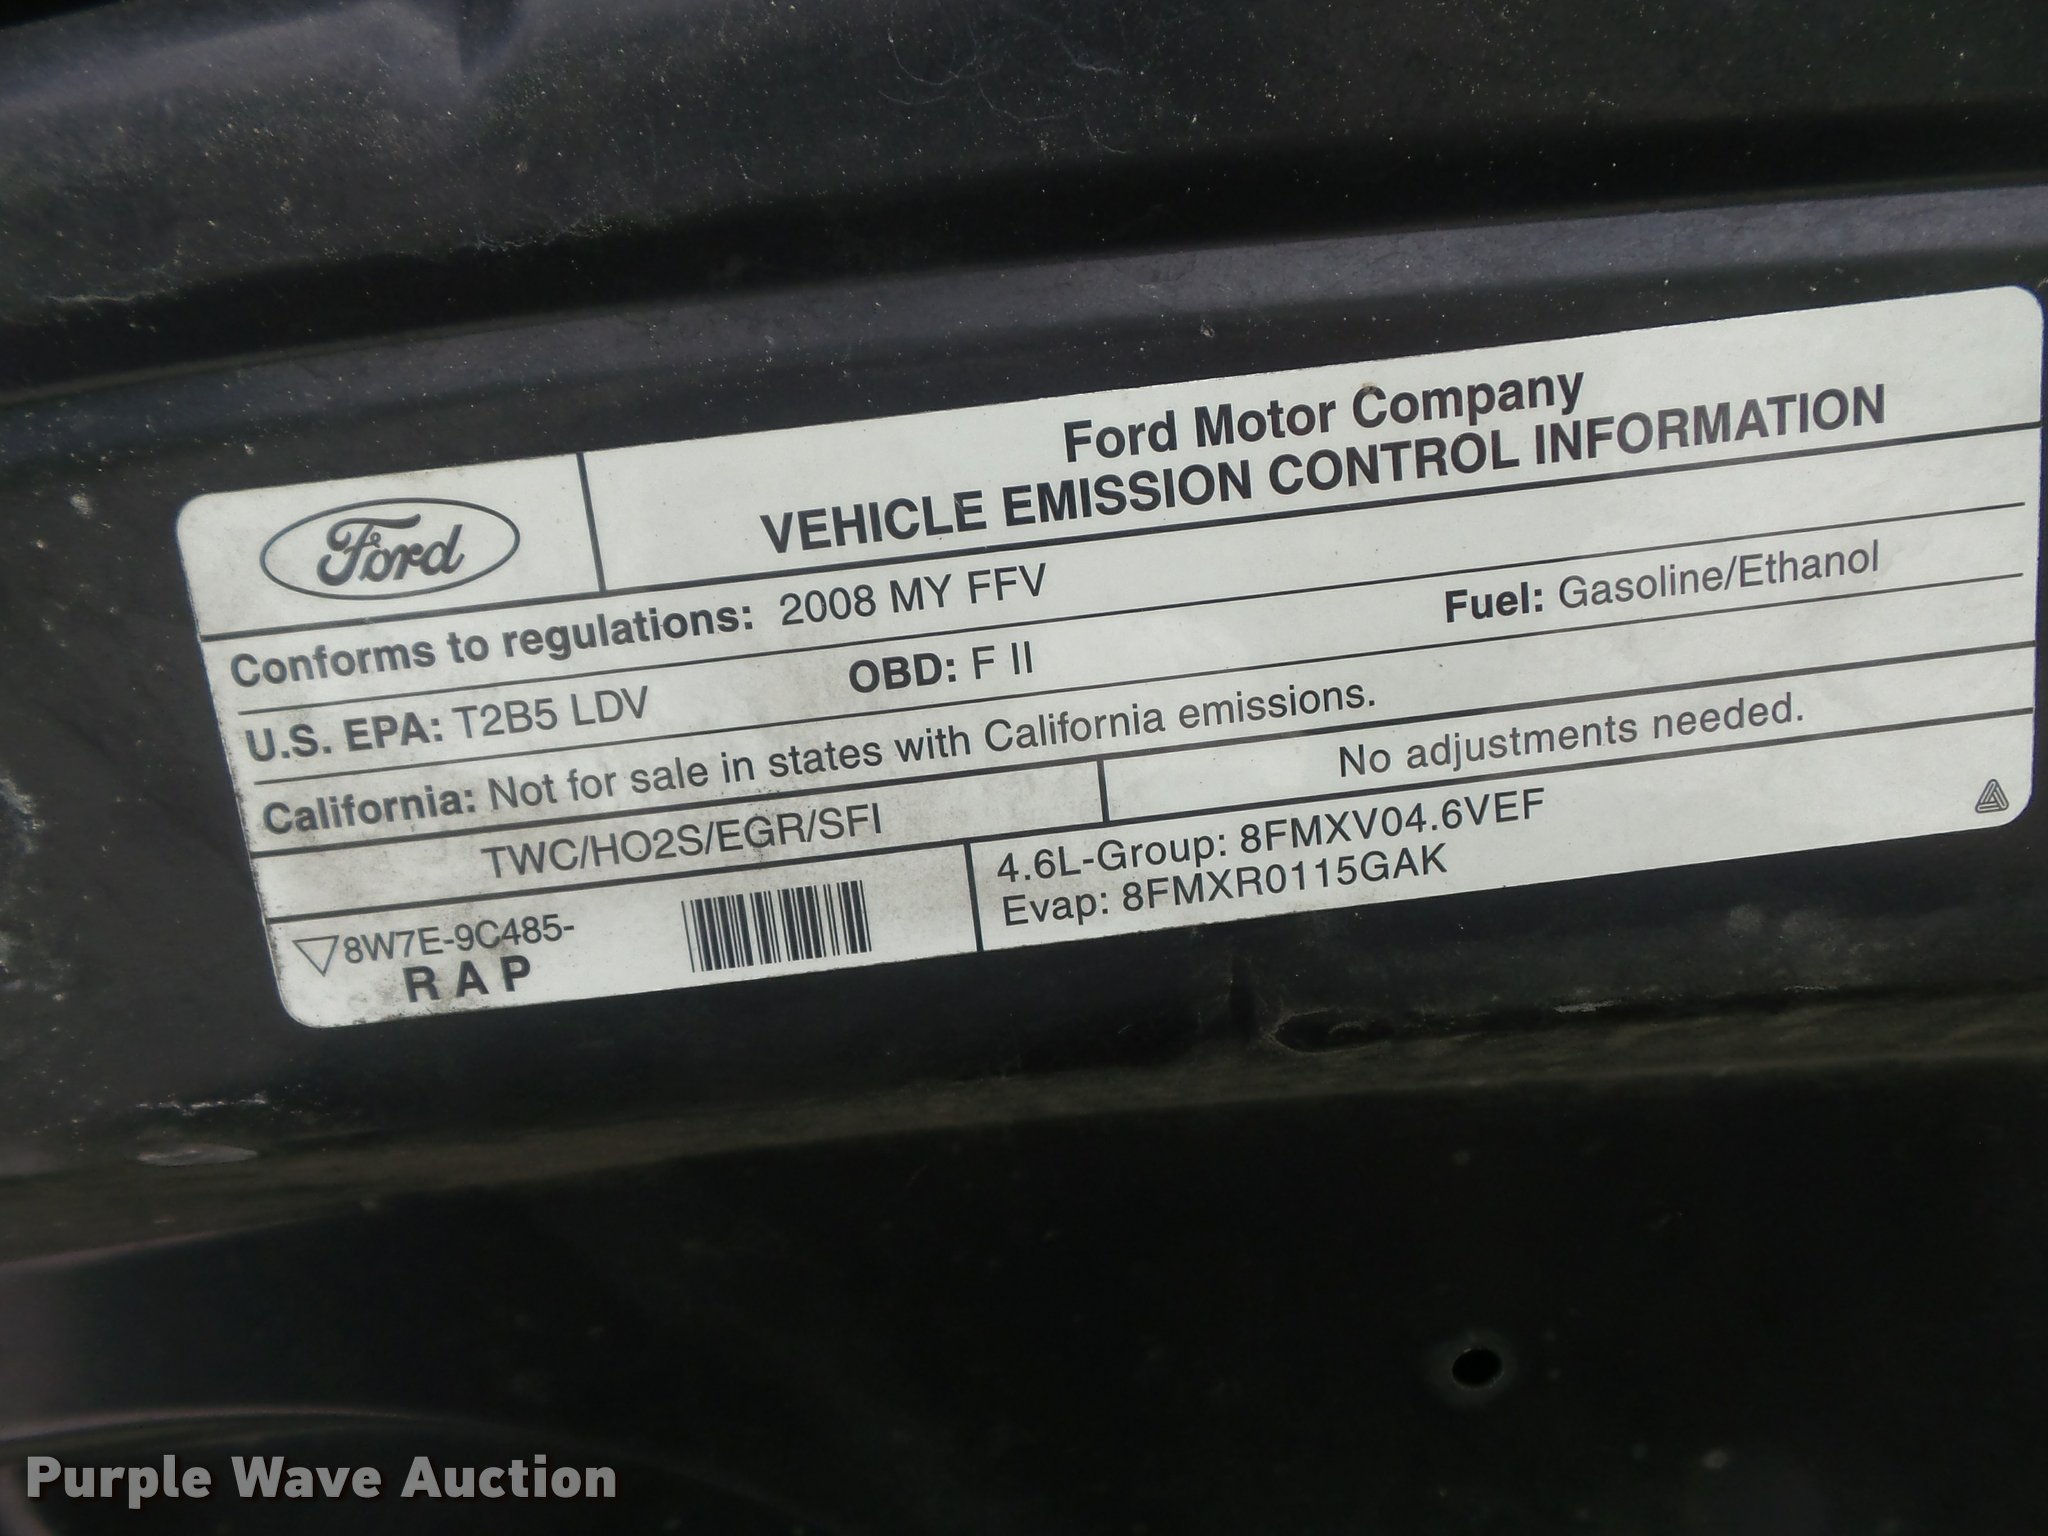 Ford
Ford Motor Company
VEHICLE EMISSION CONTROL INFORMATION
Conforms to regulations: 2008 MY FFV
U.S. EPA: T2B5 LDV OBD: F II Fuel: Gasoline/Ethanol
California: Not for sale in states with California emissions.
TWC/HO2S/EGR/SFI No adjustments needed.
8W7E-9C485-
R A P
4.6L-Group: 8FMXV04.6VEF
Evap: 8FMXR0115GAK
Purple Wave Auction